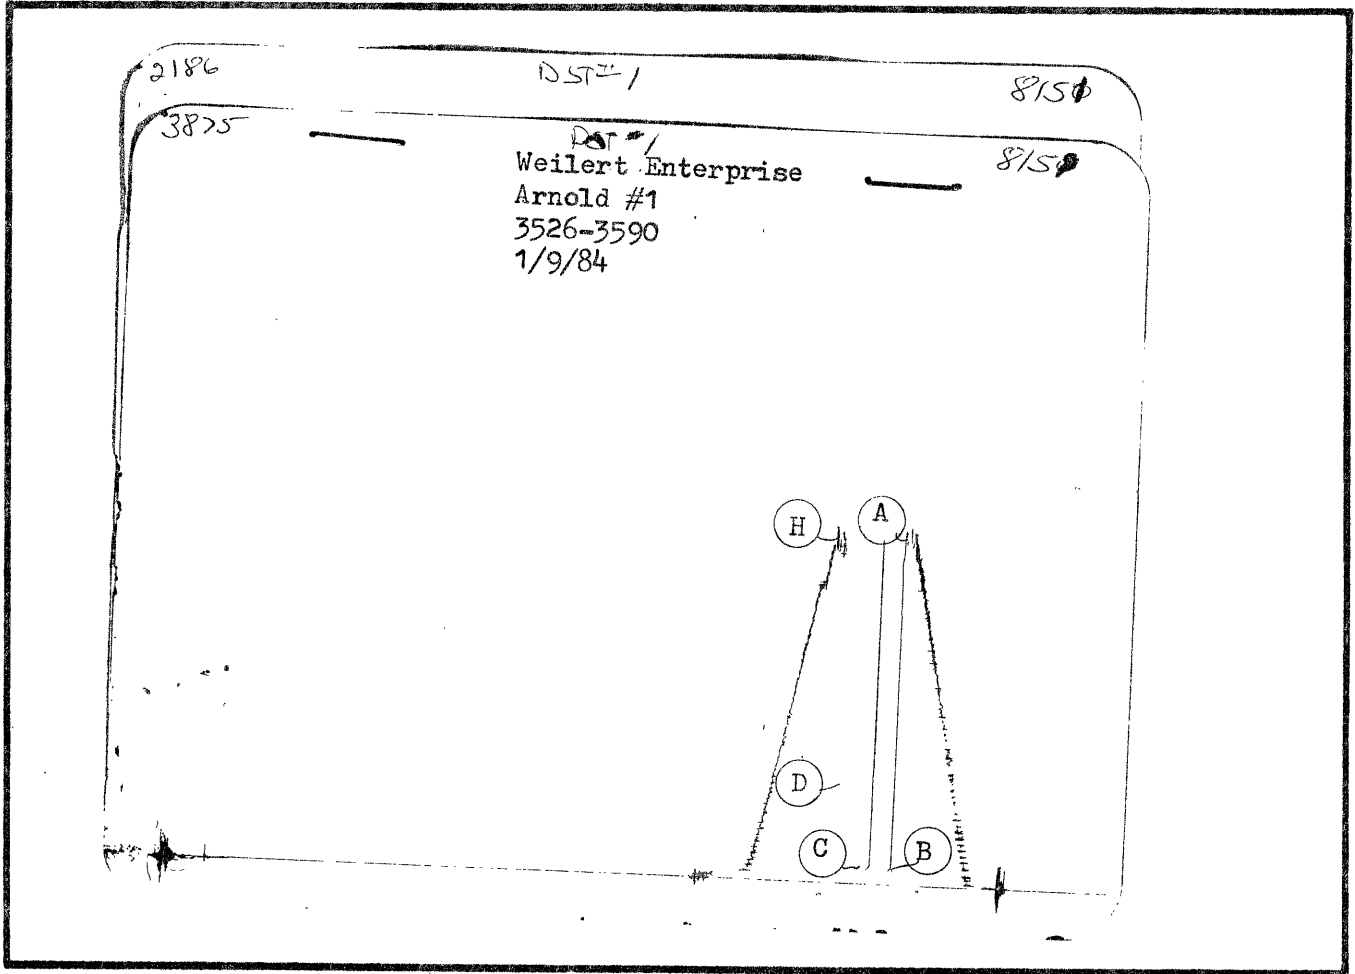 2186 DST # 1 8150
3875 DST # 1 8150
Weilert Enterprise
Arnold #1
3526-3590
1/9/84
H A
D
C B